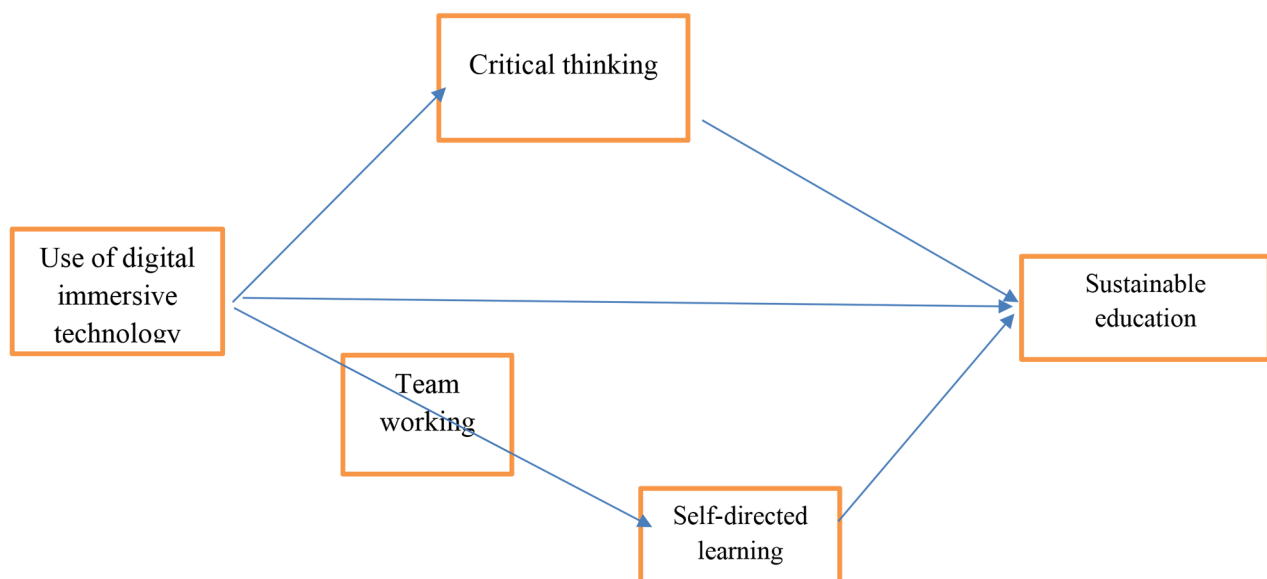 Critical thinking
Use of digital
immersive
technology
Sustainable
education
Team
working
Self-directed
learning